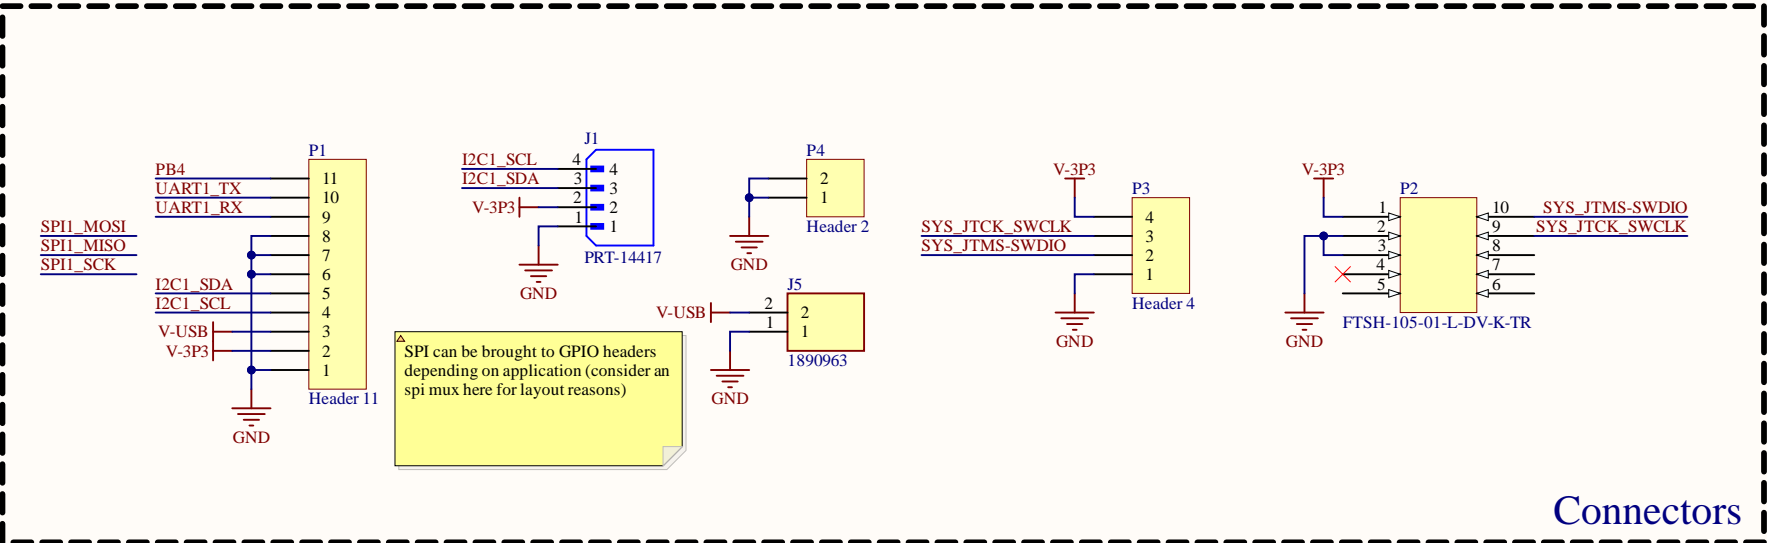 P1
PB4
11
UART1_TX
10
UART1_RX
9
SPI1_MOSI
8
SPI1_MISO
7
SPI1_SCK
6
I2C1_SDA
5
I2C1_SCL
4
V-USB
3
V-3P3
2
1
Header 11
GND
J1
I2C1_SCL
4
4
I2C1_SDA
3
3
V-3P3
2
2
1
1
PRT-14417
GND
SPI can be brought to GPIO headers
depending on application (consider an
spi mux here for layout reasons)
P4
2
1
Header 2
GND
J5
V-USB
2
2
1
1
1890963
GND
V-3P3
P3
4
SYS_JTCK_SWCLK
3
SYS_JTMS-SWDIO
2
1
Header 4
GND
V-3P3
P2
1
10
SYS_JTMS-SWDIO
2
9
SYS_JTCK_SWCLK
3
8
4
7
5
6
FTSH-105-01-L-DV-K-TR
GND
Connectors